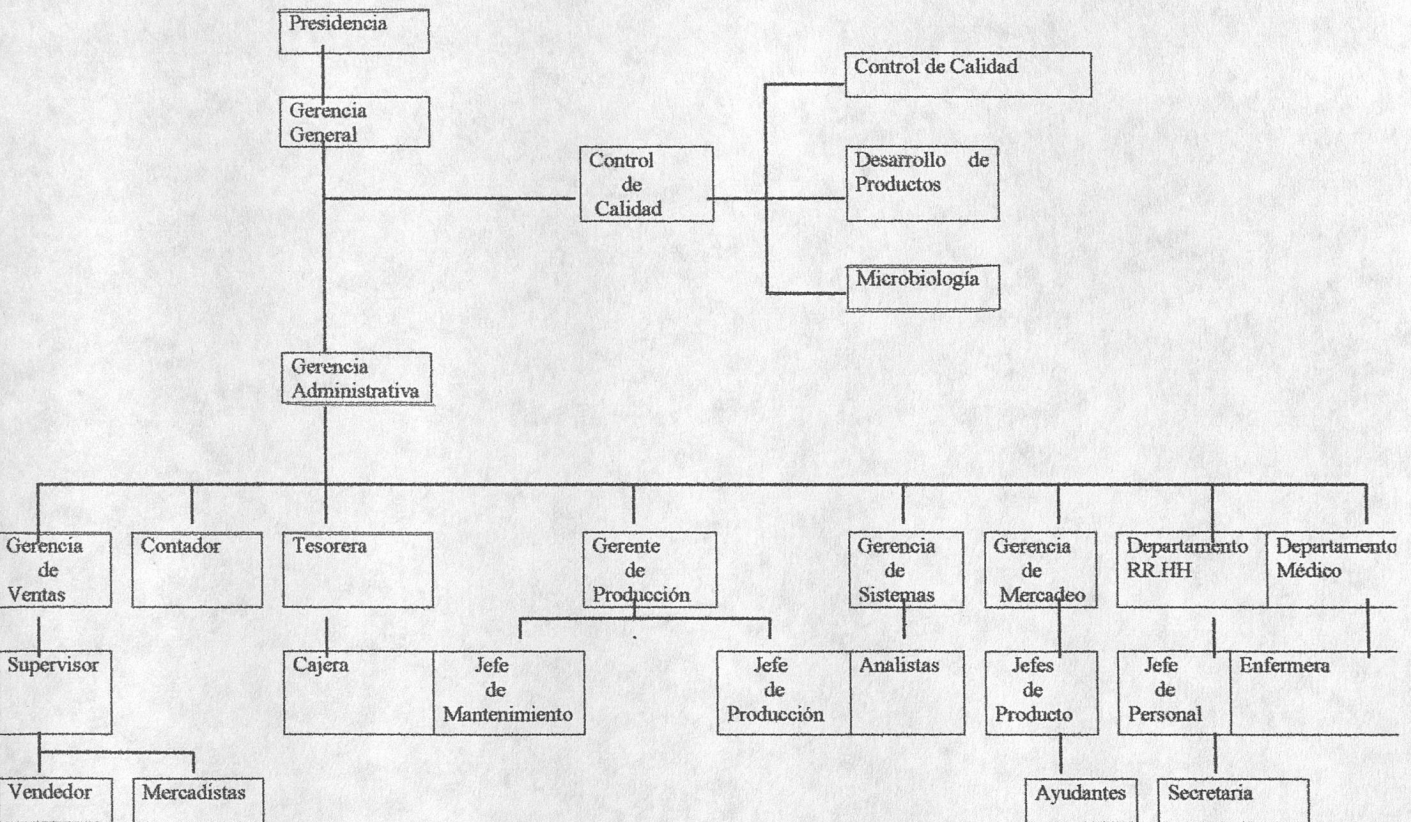 Presidencia
Gerencia
General
Control
de
Calidad
Control de Calidad
Desarrollo de
Productos
Microbiología
Gerencia
Administrativa
Gerencia
de
Ventas
Contador
Tesorera
Gerente
de
Producción
Gerencia
de
Sistemas
Gerencia
de
Mercadeo
Departamento
RR.HH
Departamento
Médico
Supervisor
Cajera
Jefe
de
Mantenimiento
Jefe
de
Producción
Analistas
Jefes
de
Producto
Jefe
de
Personal
Enfermera
Vendedor
Mercadístas
Ayudantes
Secretaria